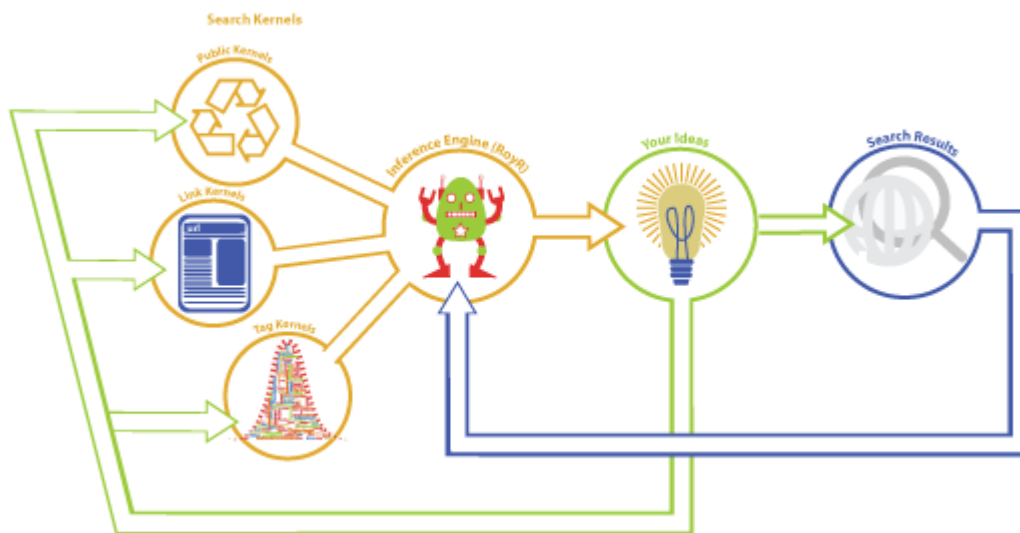 Search Kernels
Public Kernels
Link Kernels
url
Tag Kernels
Inference Engine (RoyR)
Your Ideas
Search Results